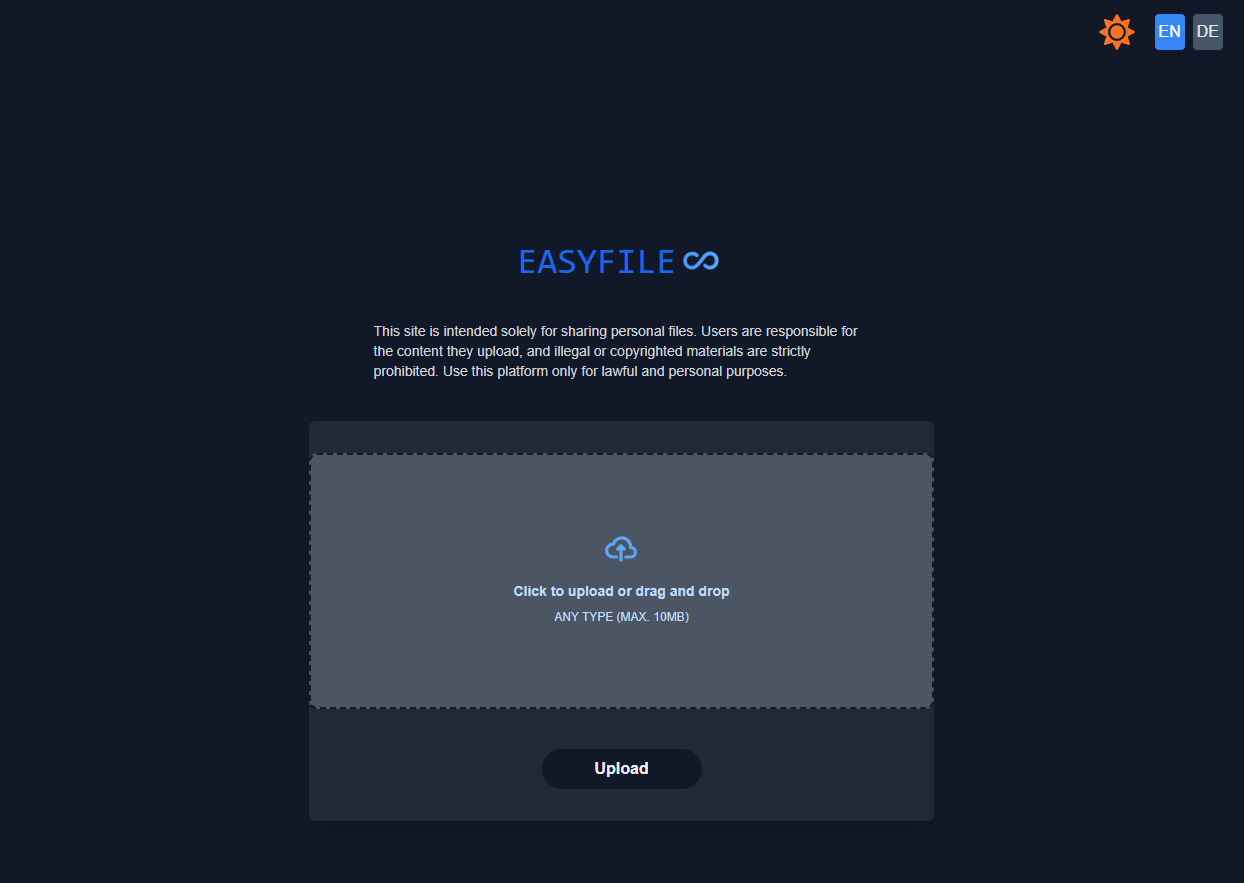 EN DE
EASYFILE
This site is intended solely for sharing personal files. Users are responsible for
the content they upload, and illegal or copyrighted materials are strictly
prohibited. Use this platform only for lawful and personal purposes.
Click to upload or drag and drop
ANY TYPE (MAX. 10MB)
Upload